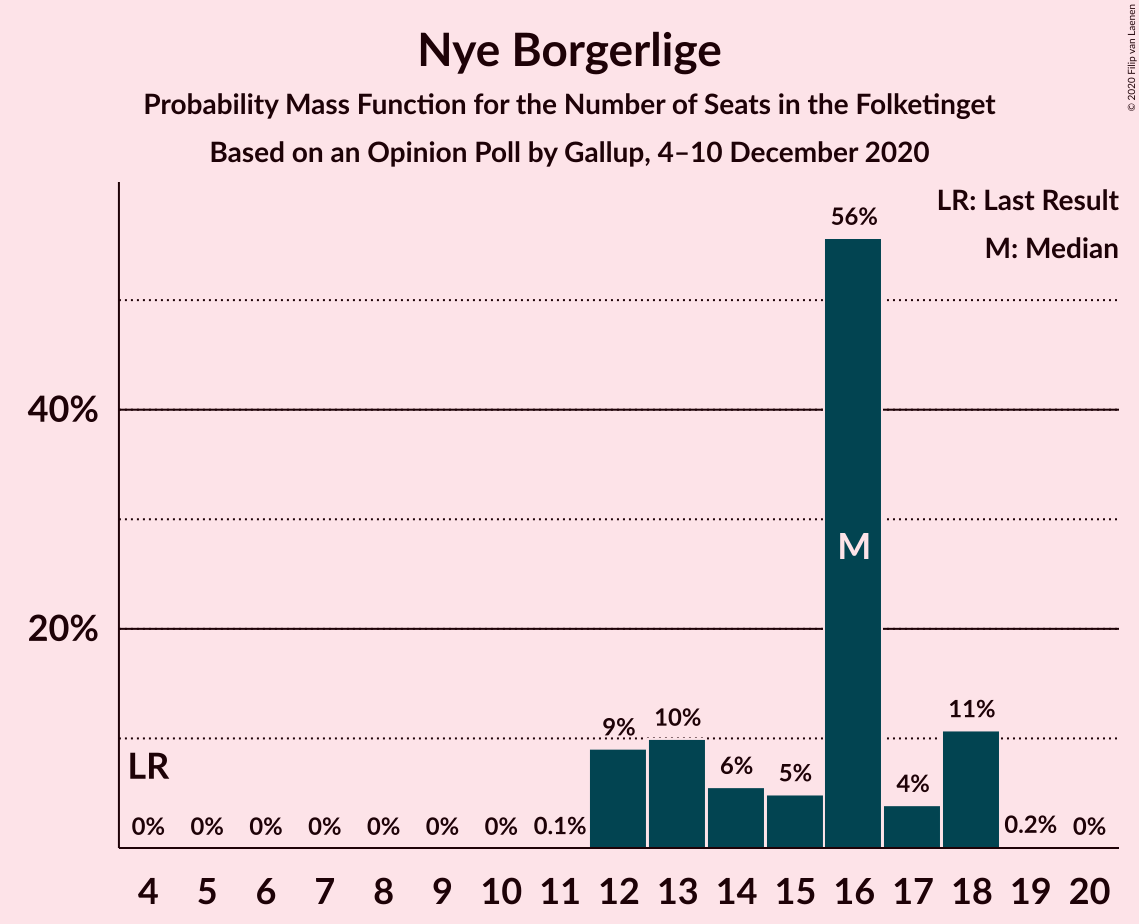 Nye Borgerlige
Probability Mass Function for the Number of Seats in the Folketinget
Based on an Opinion Poll by Gallup, 4–10 December 2020
© 2020 Filip van Laenen
LR: Last Result
M: Median
56%
40%
M
20%
9% 10% 6% 5% 4% 11%
LR
0% 0% 0% 0% 0% 0% 0% 0.1% 0.2% 0%
4 5 6 7 8 9 10 11 12 13 14 15 16 17 18 19 20